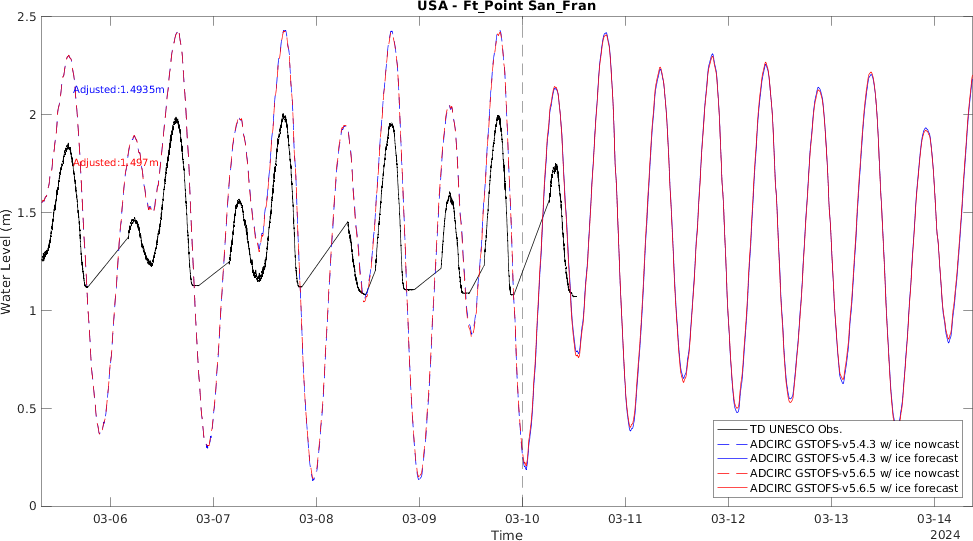 USA - Ft_Point San_Fran
2.5
2
1.5
1
0.5
0
Water Level (m)
Adjusted:1.4935m
Adjusted:1.497m
TD UNESCO Obs.
ADCIRC GSTOFS-v5.4.3 w/ ice nowcast
ADCIRC GSTOFS-v5.4.3 w/ ice forecast
ADCIRC GSTOFS-v5.6.5 w/ ice nowcast
ADCIRC GSTOFS-v5.6.5 w/ ice forecast
03-06 03-07 03-08 03-09 03-10 03-11 03-12 03-13 03-14
Time
2024